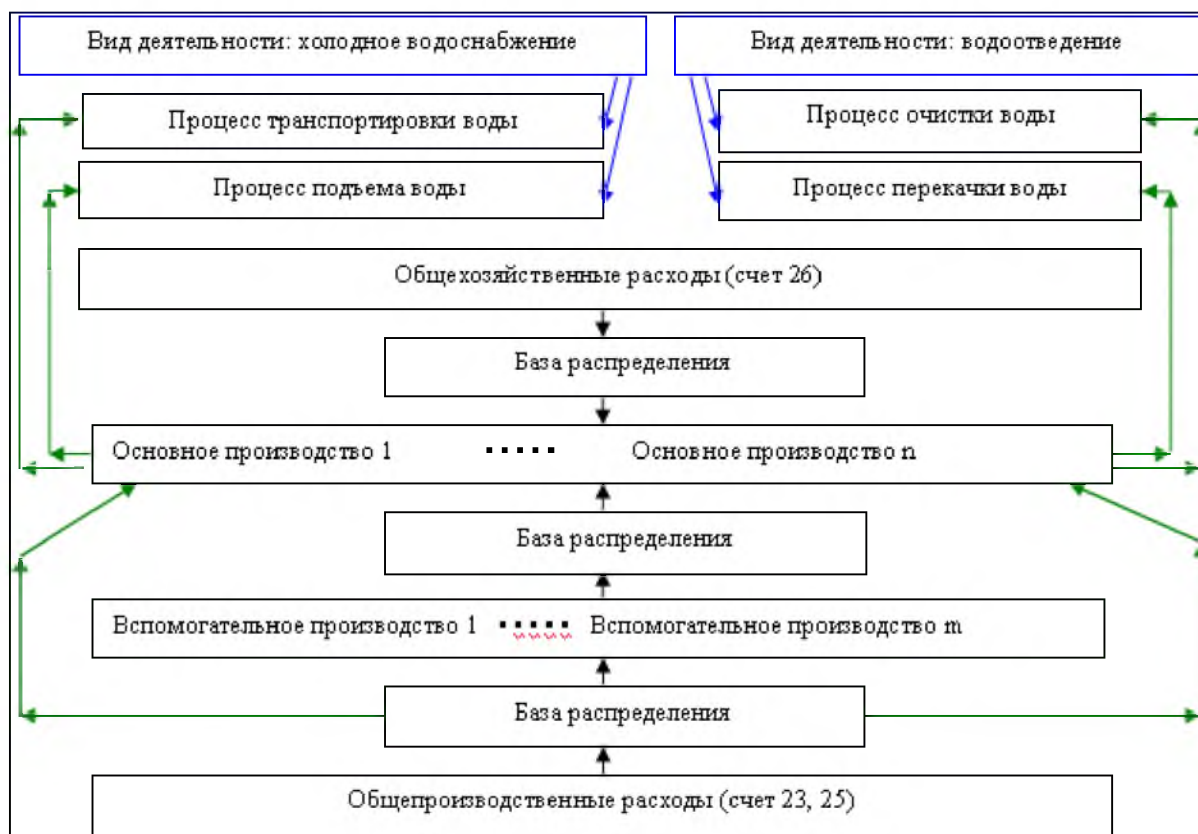 Вид деятельности: холодное водоснабжение
Вид деятельности: водоотведение
Процесс транспортировки воды
Процесс очистки воды
Процесс подъема воды
Процесс перекачки воды
Общехозяйственные расходы (счет 26)
База распределения
Основное производство 1 ..... Основное производство n
База распределения
Вспомогательное производство 1 ..... Вспомогательное производство m
База распределения
Общепроизводственные расходы (счет 23, 25)